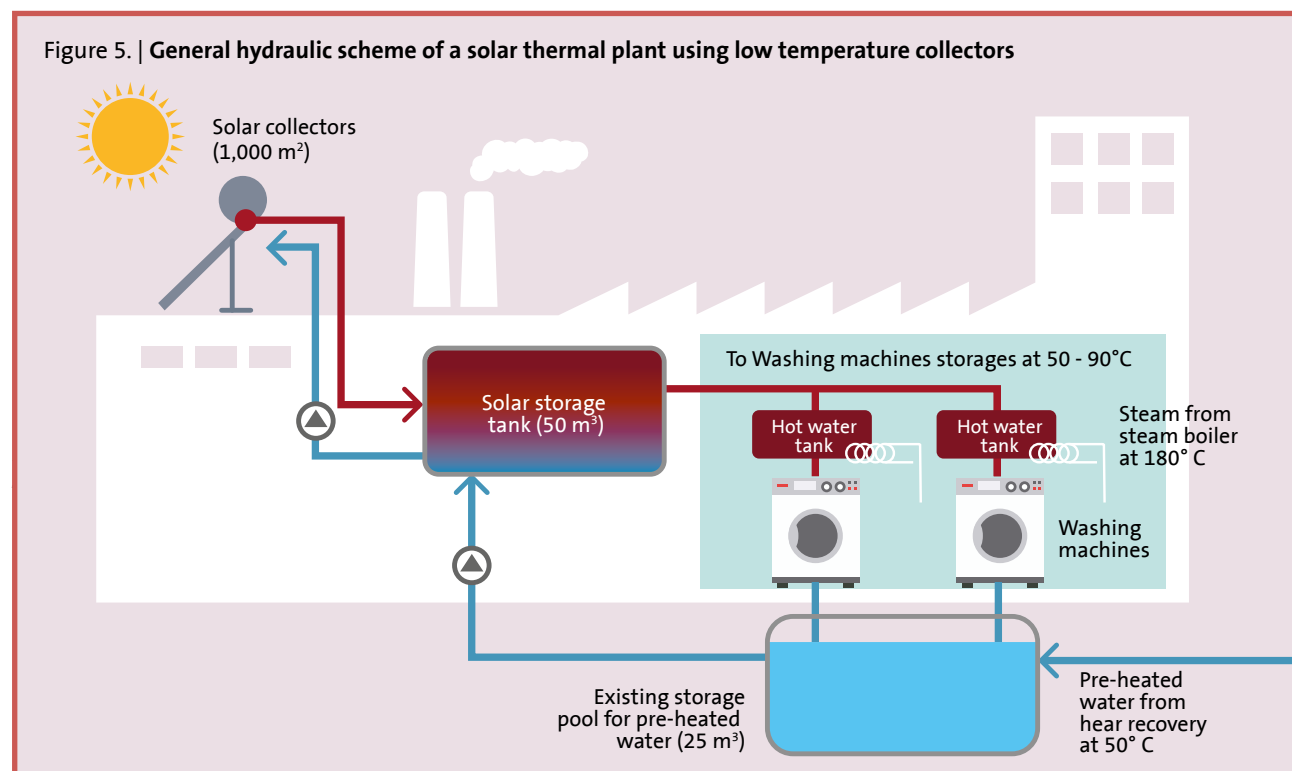 Figure 5. | General hydraulic scheme of a solar thermal plant using low temperature collectors
Solar collectors
(1,000 m²)
To Washing machines storages at 50 - 90°C
Solar storage
tank (50 m³)
Hot water
tank
Hot water
tank
Steam from
steam boiler
at 180° C
Washing
machines
Existing storage
pool for pre-heated
water (25 m³)
Pre-heated
water from
hear recovery
at 50° C